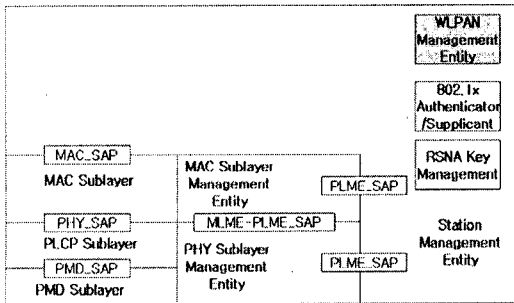 WLPAN
Management
Entity
802.1x
Authenticator
/Supplicant
RSNA Key
Management
MAC_SAP
MAC Sublayer
MAC Sublayer
Management
Entity
PLME_SAP
PHY_SAP
PLCP Sublayer
MLME-PLME_SAP
PHY Sublayer
Management
Entity
PMD_SAP
PMD Sublayer
PLME_SAP
Station
Management
Entity